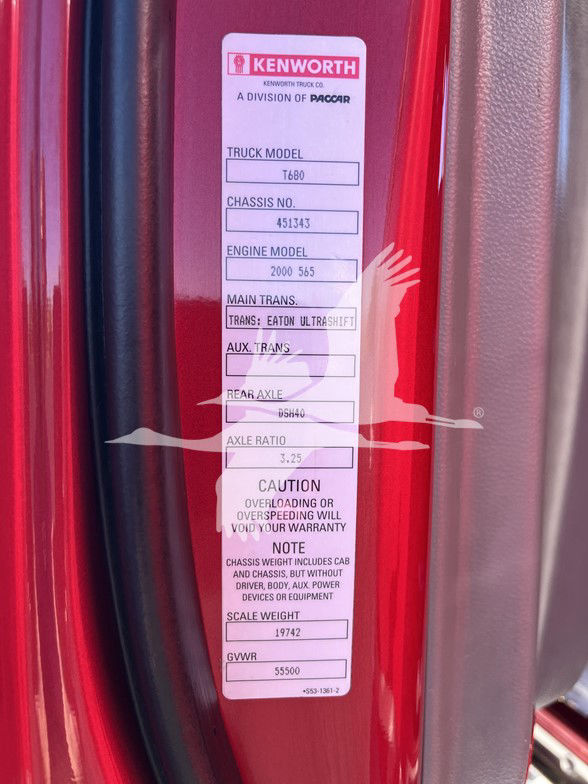 KENWORTH
KENWORTH TRUCK CO.
A DIVISION OF PACCAR
TRUCK MODEL
T680
CHASSIS NO.
451343
ENGINE MODEL
2000 565
MAIN TRANS.
TRANS: EATON ULTRASHIFT
AUX. TRANS
REAR AXLE
DSH40
AXLE RATIO
3.25
CAUTION
OVERLOADING OR
OVERSPEEDING WILL
VOID YOUR WARRANTY
NOTE
CHASSIS WEIGHT INCLUDES CAB
AND CHASSIS, BUT WITHOUT
DRIVER, BODY, AUX. POWER
DEVICES OR EQUIPMENT
SCALE WEIGHT
19742
GVWR
55500
+S53-1361-2
®